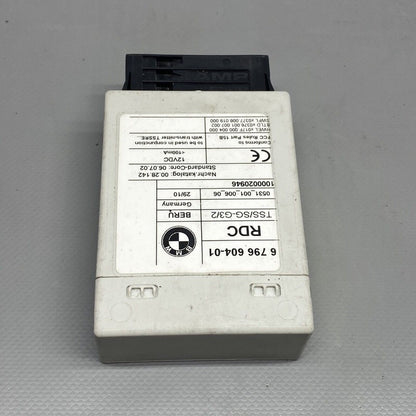 6 796 604-01
RDC
BMW
BERU
TSS/SG-G3/2
Germany
29/10
0531_001_006_06
1000020946
Nachr.katalog: 00.28.142
Standard-Core: 06.07.02
12VDC
<100mA
CE
to be used in conjunction
with transmitter TSSRE...
Conforms to
FCC Rules Part 15B